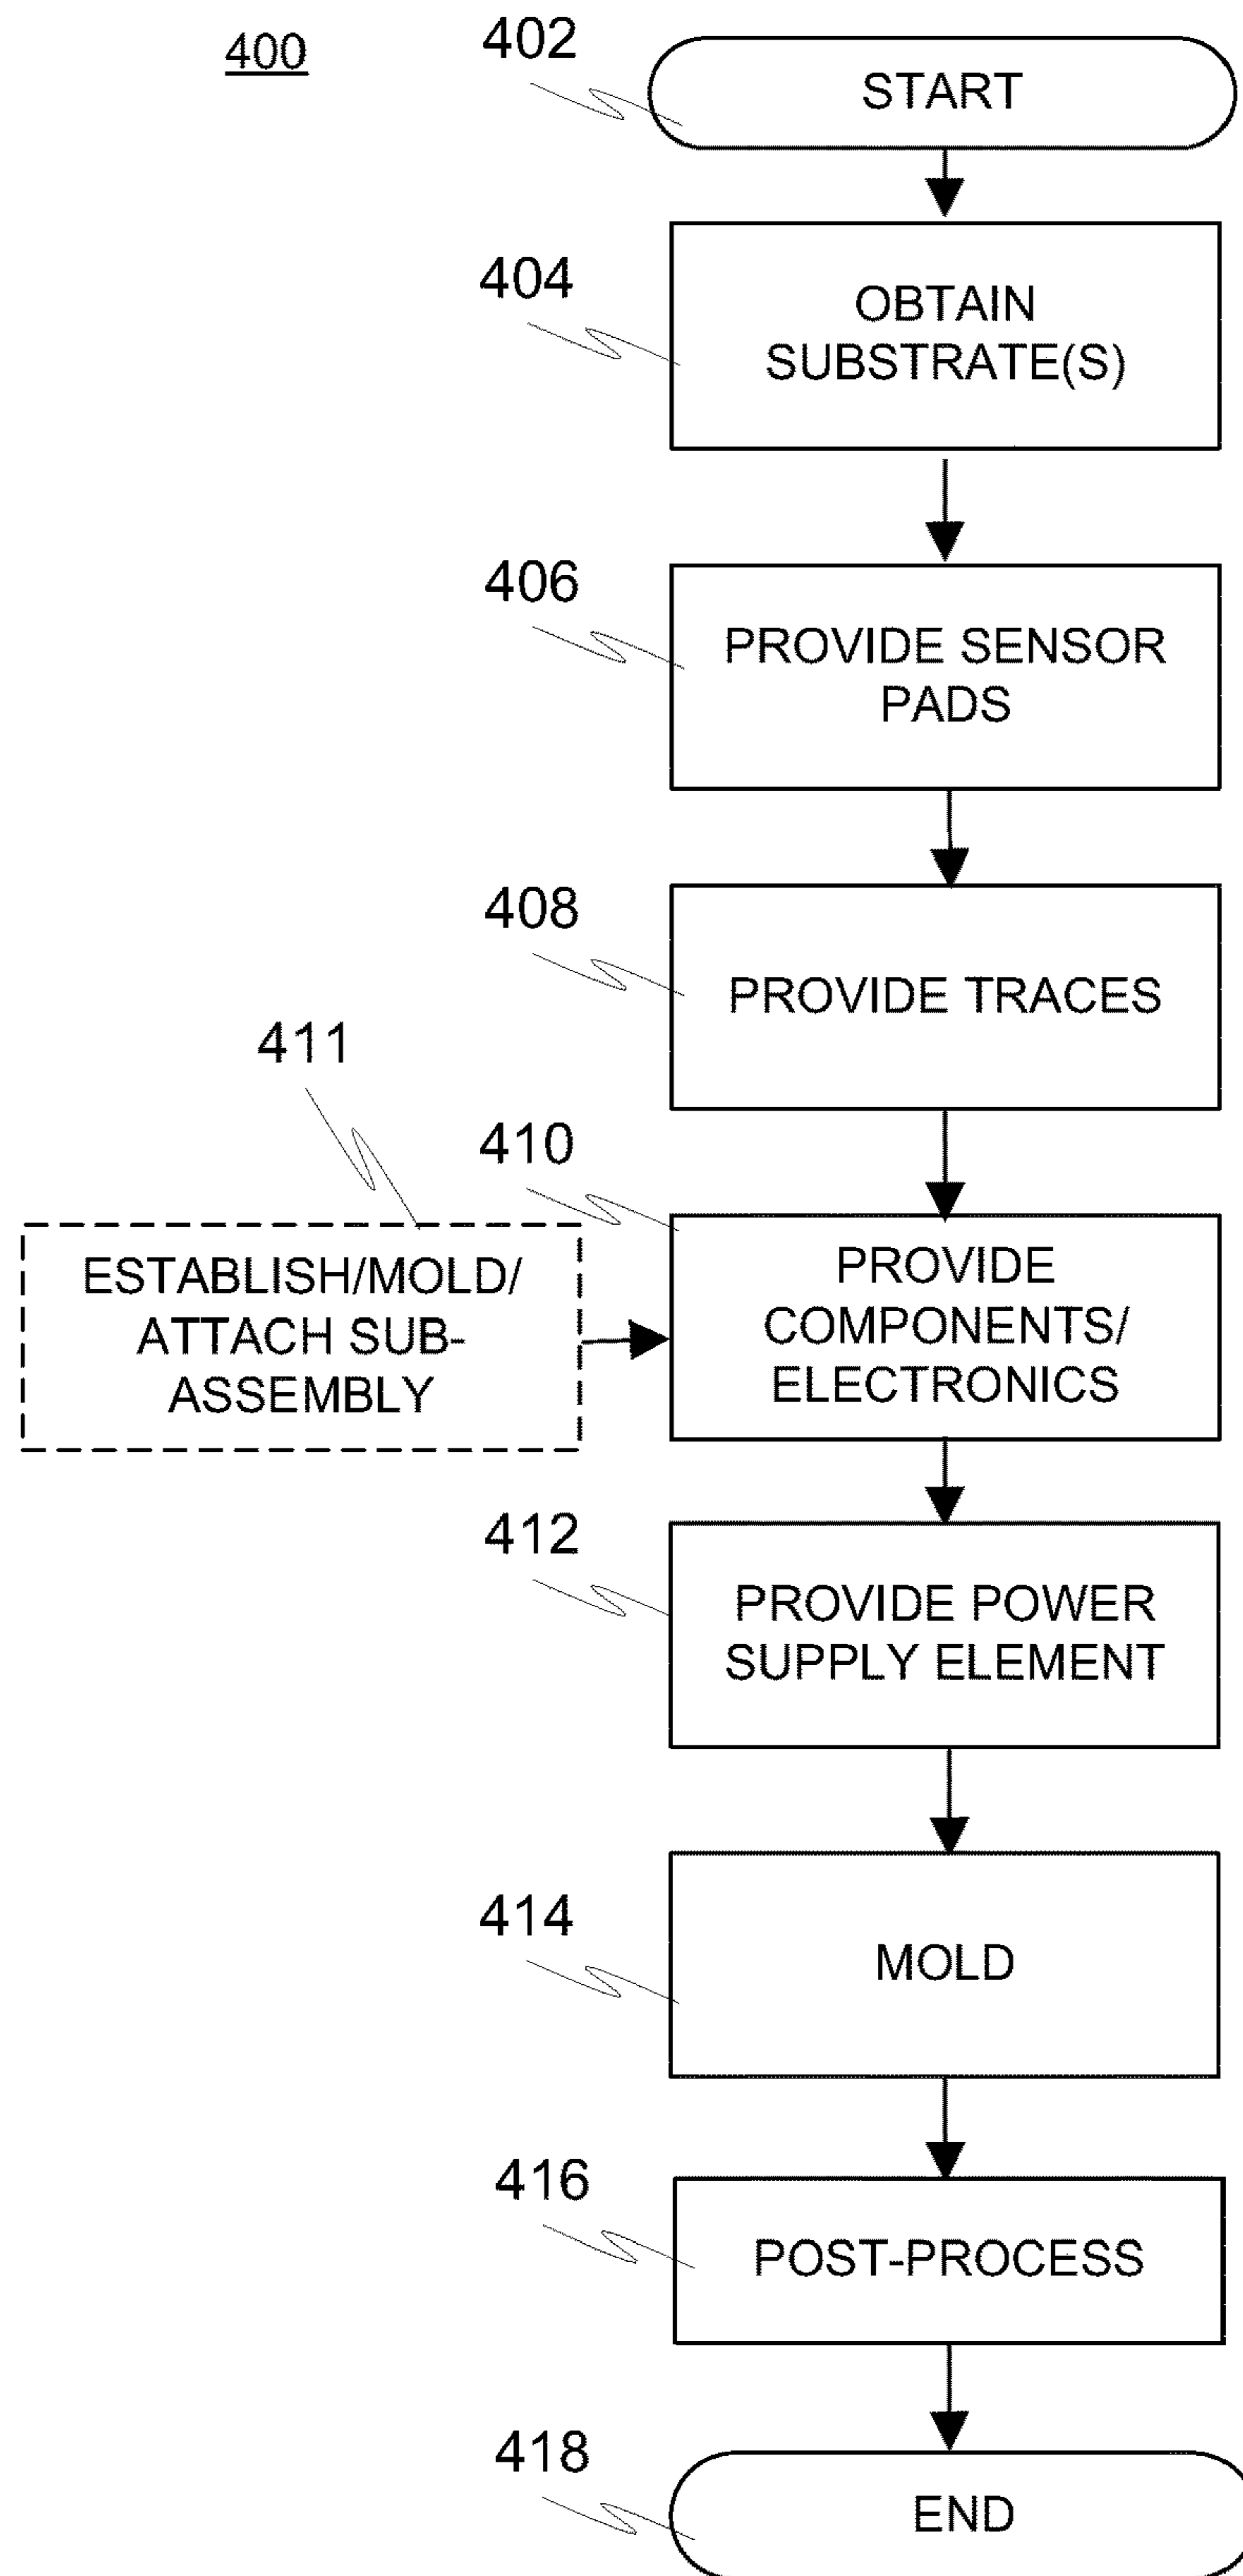 400
402
START
404
OBTAIN
SUBSTRATE(S)
406
PROVIDE SENSOR
PADS
408
PROVIDE TRACES
411
ESTABLISH/MOLD/
ATTACH SUB-
ASSEMBLY
410
PROVIDE
COMPONENTS/
ELECTRONICS
412
PROVIDE POWER
SUPPLY ELEMENT
414
MOLD
416
POST-PROCESS
418
END